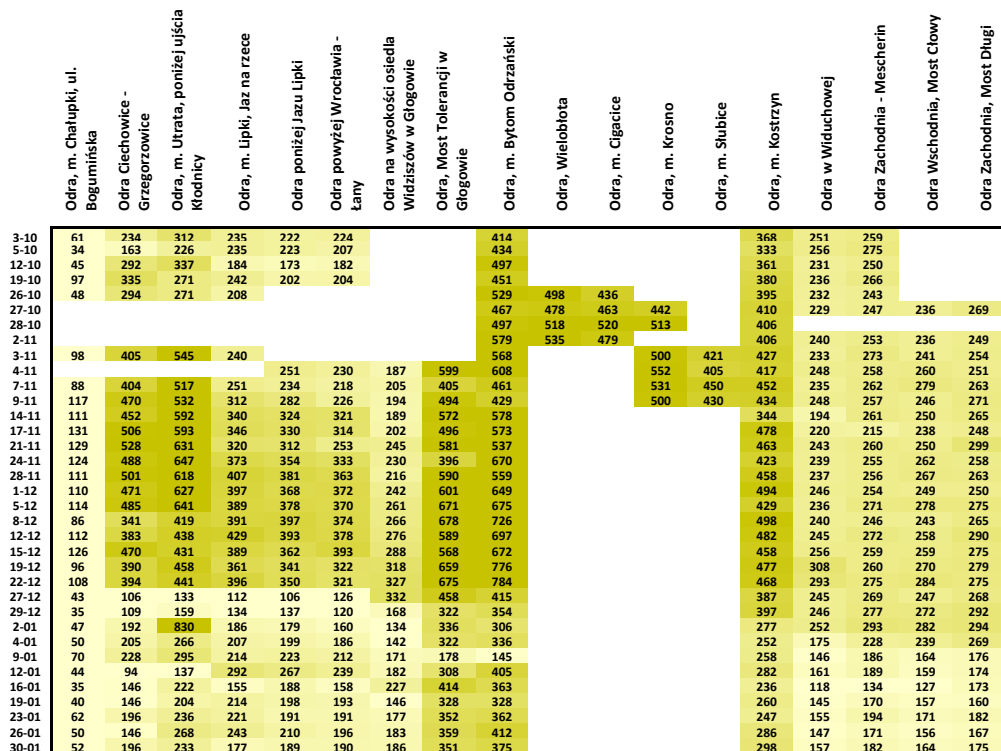 Odra, m. Chałupki, ul. Bogumińska
Odra Ciechowice - Grzegorzowice
Odra, m. Utrata, poniżej ujścia Kłodnicy
Odra, m. Lipki, Jaz na rzece
Odra poniżej Jazu Lipki
Odra powyżej Wrocławia - Łany
Odra na wysokości osiedla Widziszów w Głogowie
Odra, Most Tolerancji w Głogowie
Odra, m. Bytom Odrzański
Odra, Wielobłota
Odra, m. Cigacice
Odra, m. Krosno
Odra, m. Słubice
Odra, m. Kostrzyn
Odra w Widuchowej
Odra Zachodnia - Mescherin
Odra Wschodnia, Most Cłowy
Odra Zachodnia, Most Długi
3-10 61 234 312 235 222 224 414 368 251 259
5-10 34 163 226 235 223 207 434 333 256 275
12-10 45 292 337 184 173 182 497 361 231 250
19-10 97 335 271 242 202 204 451 380 236 266
26-10 48 294 271 208 529 498 436 395 232 243
27-10 467 478 463 442 410 229 247 236 269
28-10 497 518 520 513 406
2-11 579 535 479 406 240 253 236 249
3-11 98 405 545 240 568 500 421 427 233 273 241 254
4-11 251 230 187 599 608 552 405 417 248 258 260 251
7-11 88 404 517 251 234 218 205 405 461 531 450 452 235 262 279 263
9-11 117 470 532 312 282 226 194 494 429 500 430 434 248 257 246 271
14-11 111 452 592 340 324 321 189 572 578 344 194 261 250 265
17-11 131 506 593 346 330 314 202 496 573 478 220 215 238 248
21-11 129 528 631 320 312 253 245 581 537 463 243 260 250 299
24-11 124 488 647 373 354 333 230 396 670 423 239 255 262 258
28-11 111 501 618 407 381 363 216 590 559 458 237 256 267 263
1-12 110 471 627 397 368 372 242 601 649 494 246 254 249 250
5-12 114 485 641 389 378 370 261 671 675 429 236 271 278 275
8-12 86 341 419 391 397 374 266 678 726 498 240 246 243 265
12-12 112 383 438 429 393 378 276 589 697 482 245 272 258 290
15-12 126 470 431 389 362 393 288 568 672 458 256 259 259 275
19-12 96 390 458 361 341 322 318 659 776 477 308 260 270 279
22-12 108 394 441 396 350 321 327 675 784 468 293 275 284 275
27-12 43 106 133 112 106 126 332 458 415 387 245 269 247 268
29-12 35 109 159 134 137 120 168 322 354 397 246 277 272 292
2-01 47 192 830 186 179 160 134 336 306 277 252 293 282 294
4-01 50 205 266 207 199 186 142 322 336 252 175 228 239 269
9-01 70 228 295 214 223 212 171 178 145 258 146 186 164 176
12-01 44 94 137 292 267 239 182 308 405 282 161 189 159 174
16-01 35 146 222 155 188 158 227 414 363 236 118 134 127 173
19-01 40 146 204 214 198 193 146 328 328 260 145 170 157 160
23-01 62 196 236 221 191 191 177 352 362 247 155 194 171 182
26-01 50 146 268 243 210 196 183 359 412 286 147 171 156 167
30-01 52 196 233 177 189 190 186 351 375 298 157 182 164 175